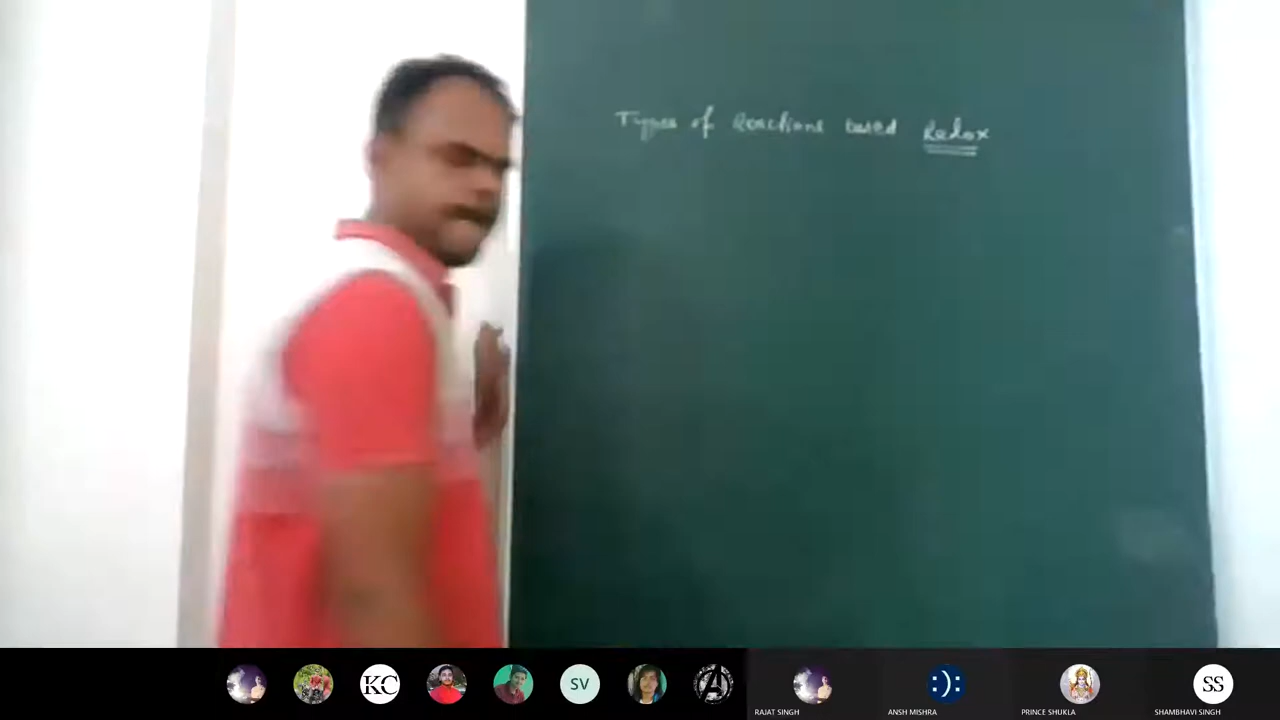 Types of Reactions based Redox
KC
SV
A
:):
SS
RAJAT SINGH
ANSH MISHRA
PRINCE SHUKLA
SHAMBHAVI SINGH